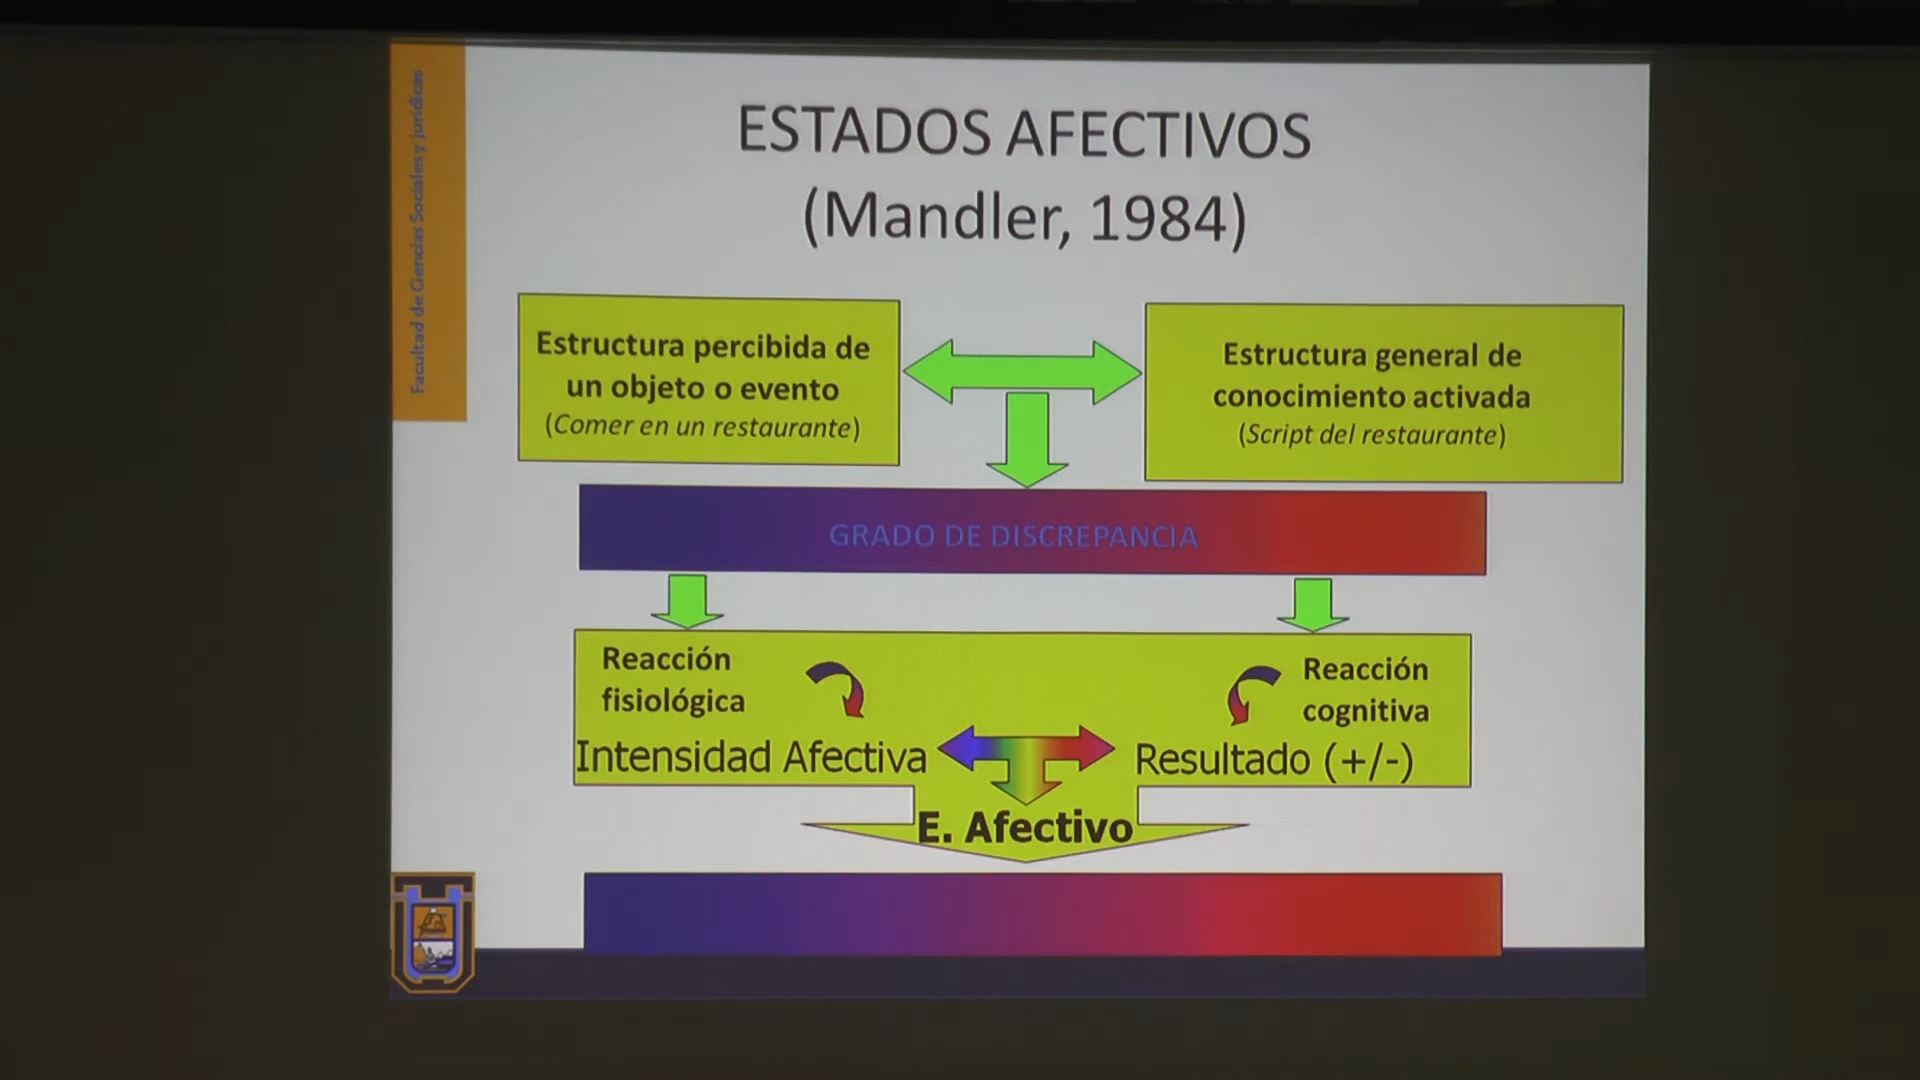 Facultad de Ciencias Sociales y jurídicas
ESTADOS AFECTIVOS
(Mandler, 1984)
Estructura percibida de
un objeto o evento
(Comer en un restaurante)
Estructura general de
conocimiento activada
(Script del restaurante)
GRADO DE DISCREPANCIA
Reacción
fisiológica
Reacción
cognitiva
Intensidad Afectiva
Resultado (+/-)
E. Afectivo